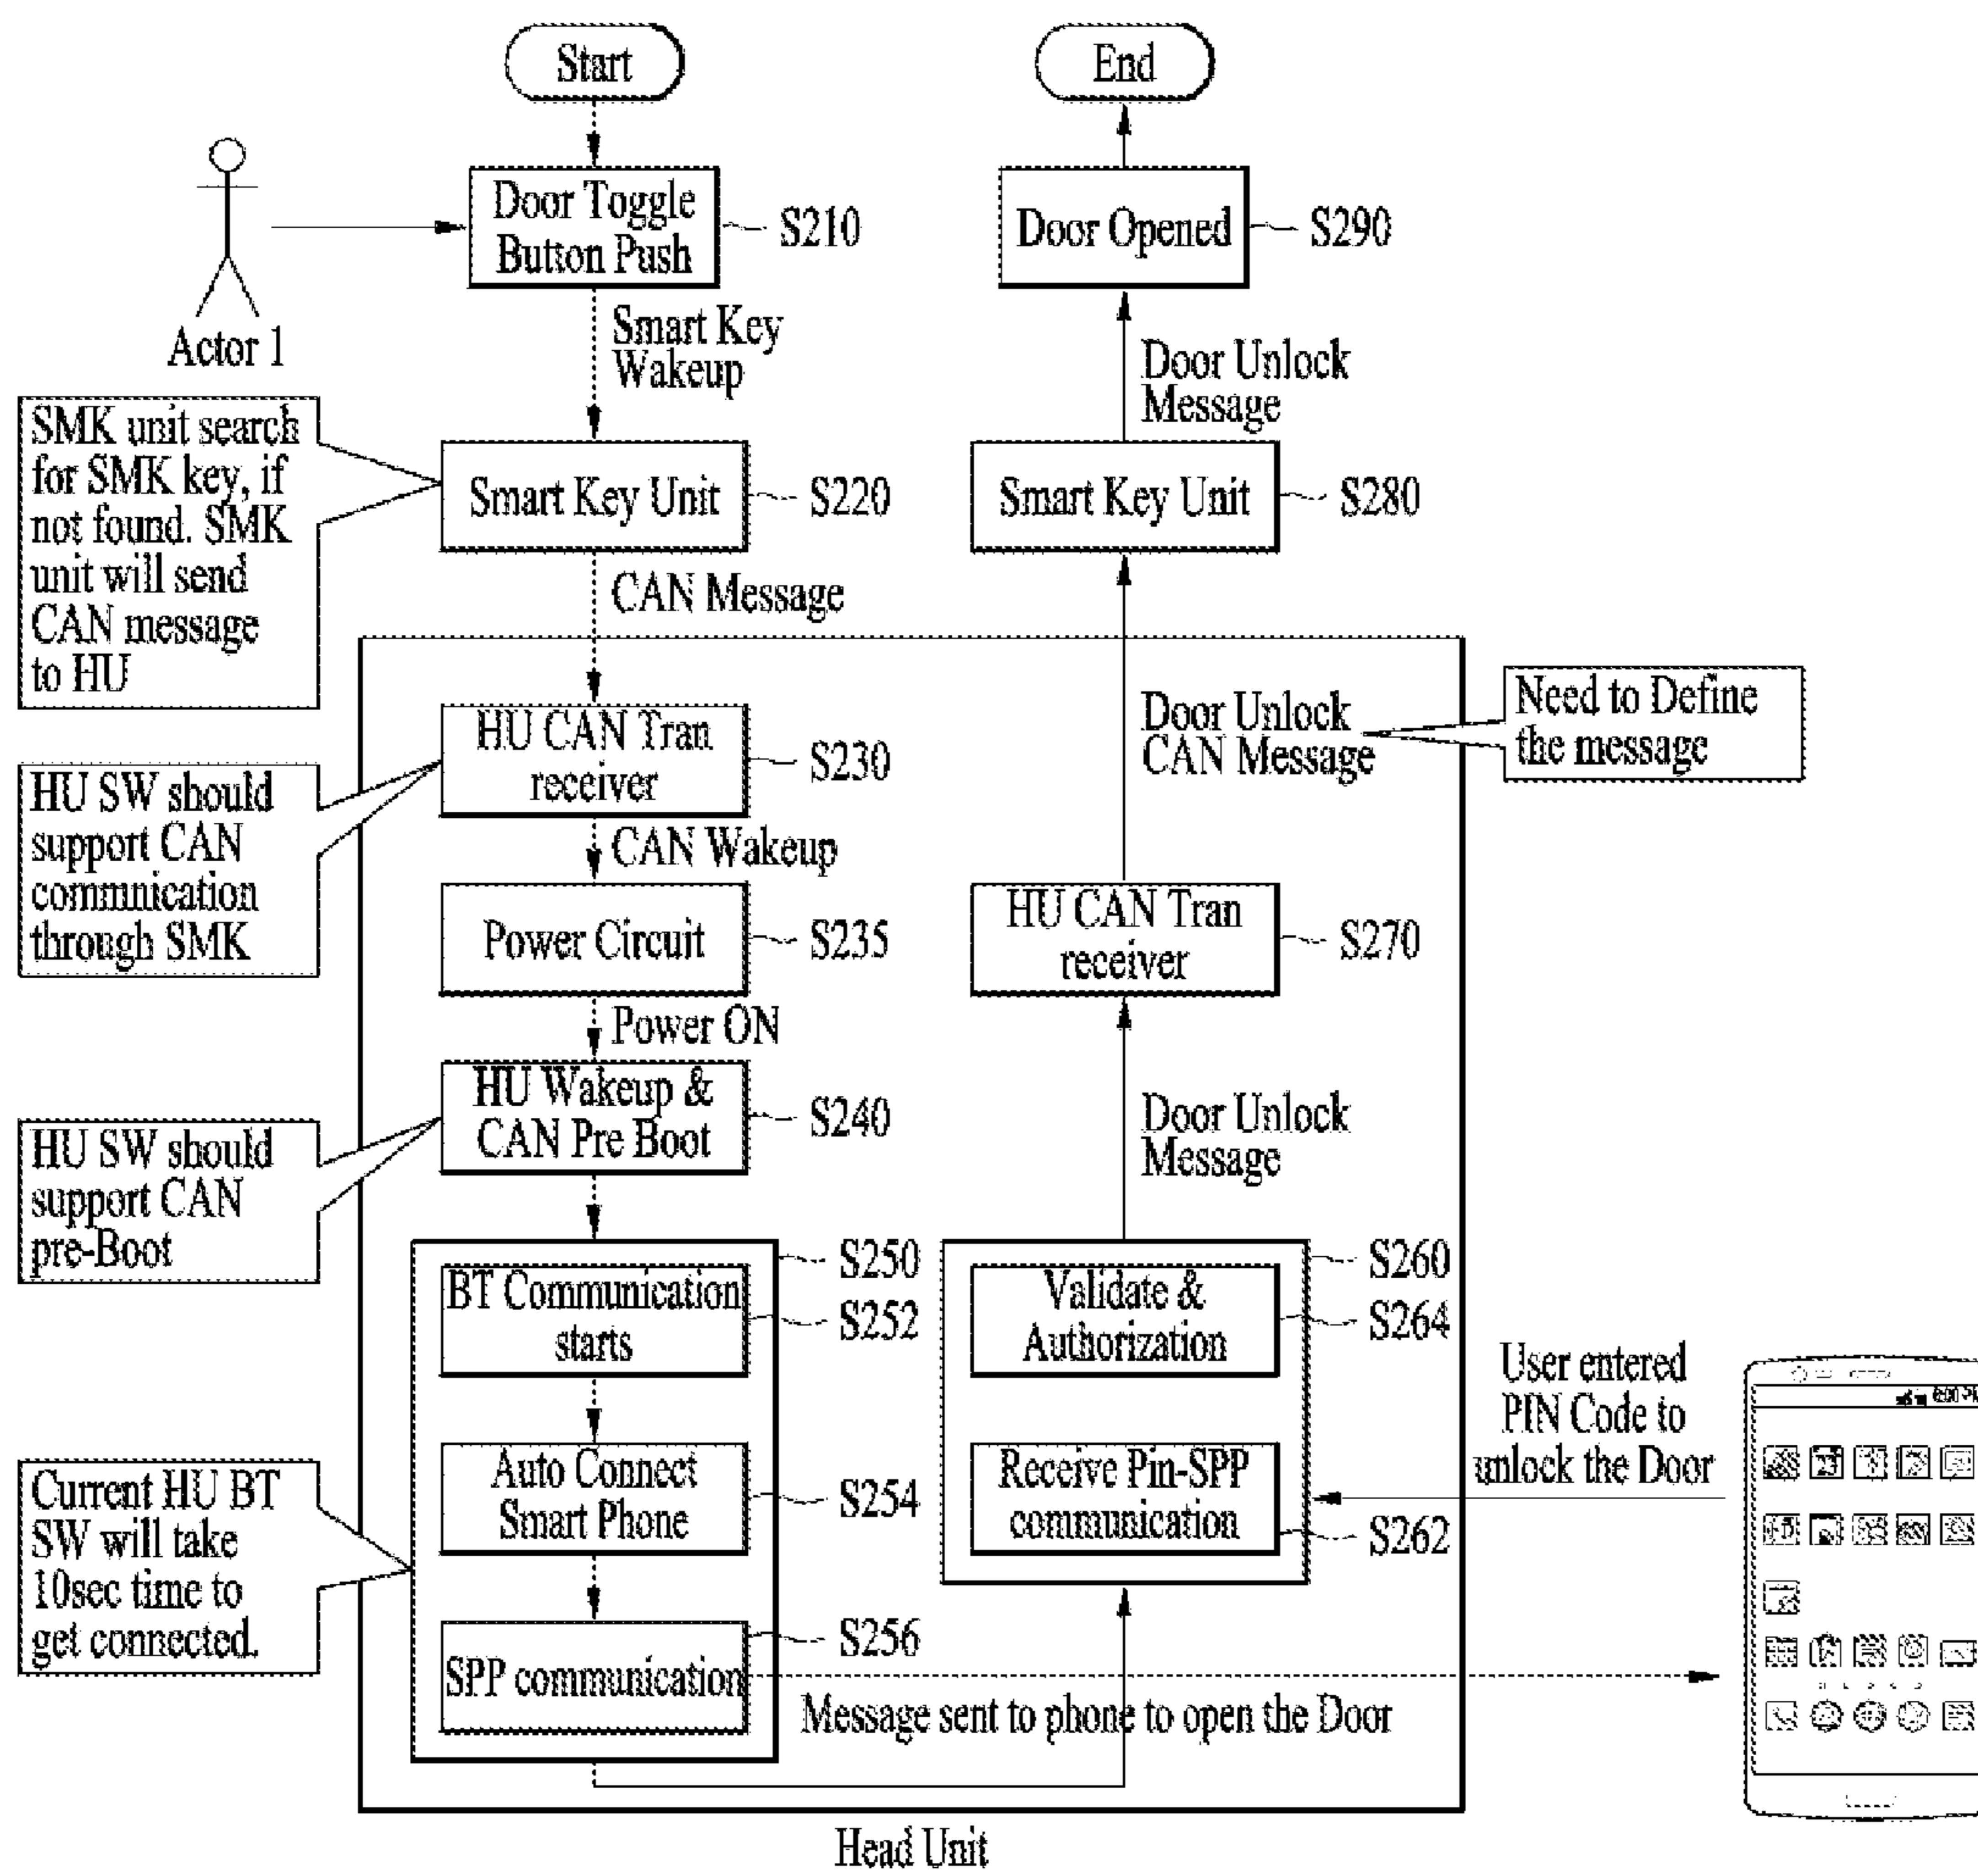 Start
End
Door Toggle
Button Push
S210
Door Opened
S290
Actor 1
Smart Key
Wakeup
Door Unlock
Message
SMK unit search
for SMK key, if
not found. SMK
unit will send
CAN message
to HU
Smart Key Unit
S220
Smart Key Unit
S280
CAN Message
HU CAN Tran
receiver
S230
Door Unlock
CAN Message
Need to Define
the message
HU SW should
support CAN
commnication
through SMK
CAN Wakeup
Power Circuit
S235
HU CAN Tran
receiver
S270
Power ON
HU Wakeup &
CAN Pre Boot
S240
Door Unlock
Message
HU SW should
support CAN
pre-Boot
S250
BT Communication
starts
S252
S260
Validate &
Authorization
S264
User entered
PIN Code to
unlock the Door
Current HU BT
SW will take
10sec time to
get connected.
Auto Connect
Smart Phone
S254
Receive Pin-SPP
communication
S262
SPP communication
S256
Message sent to phone to open the Door
Head Unit